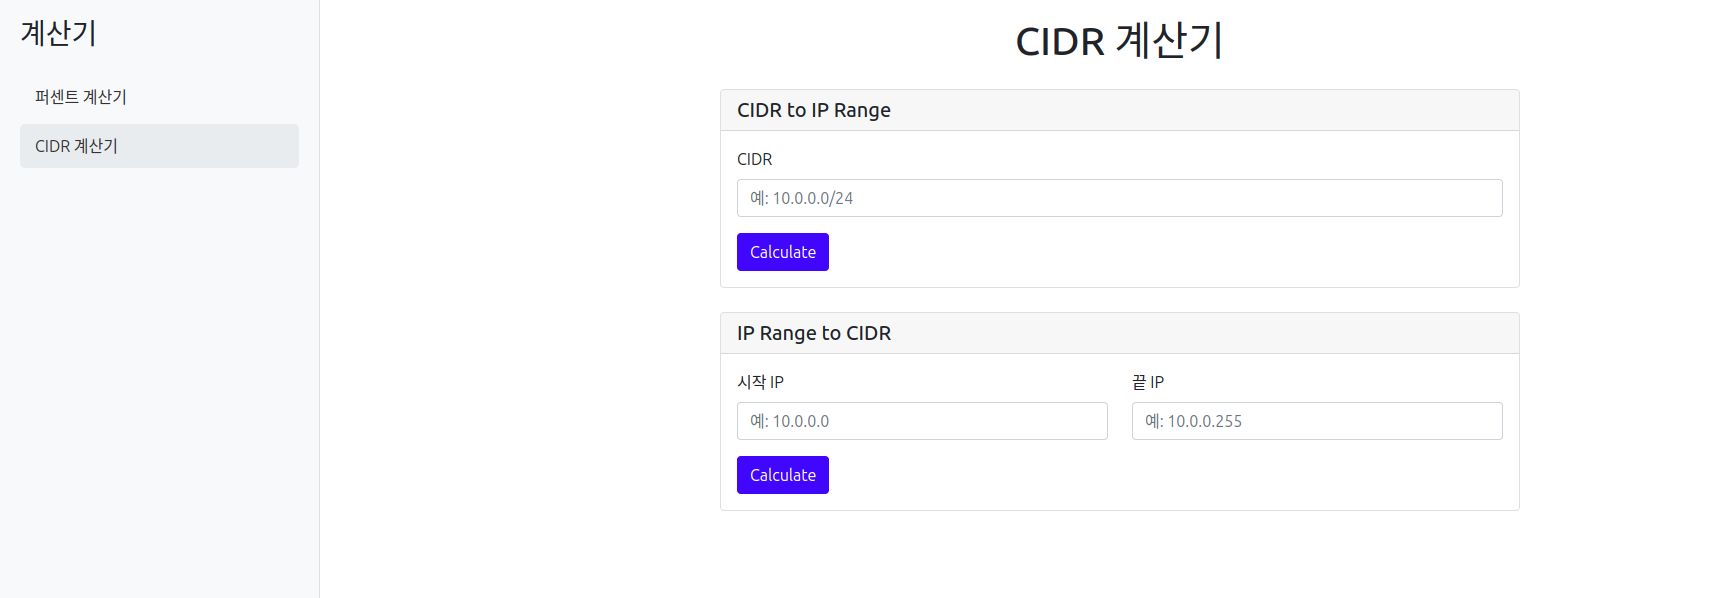 계산기
퍼센트 계산기
CIDR 계산기
CIDR 계산기
CIDR to IP Range
CIDR
예: 10.0.0.0/24
Calculate
IP Range to CIDR
시작 IP
끝 IP
예: 10.0.0.0
예: 10.0.0.255
Calculate